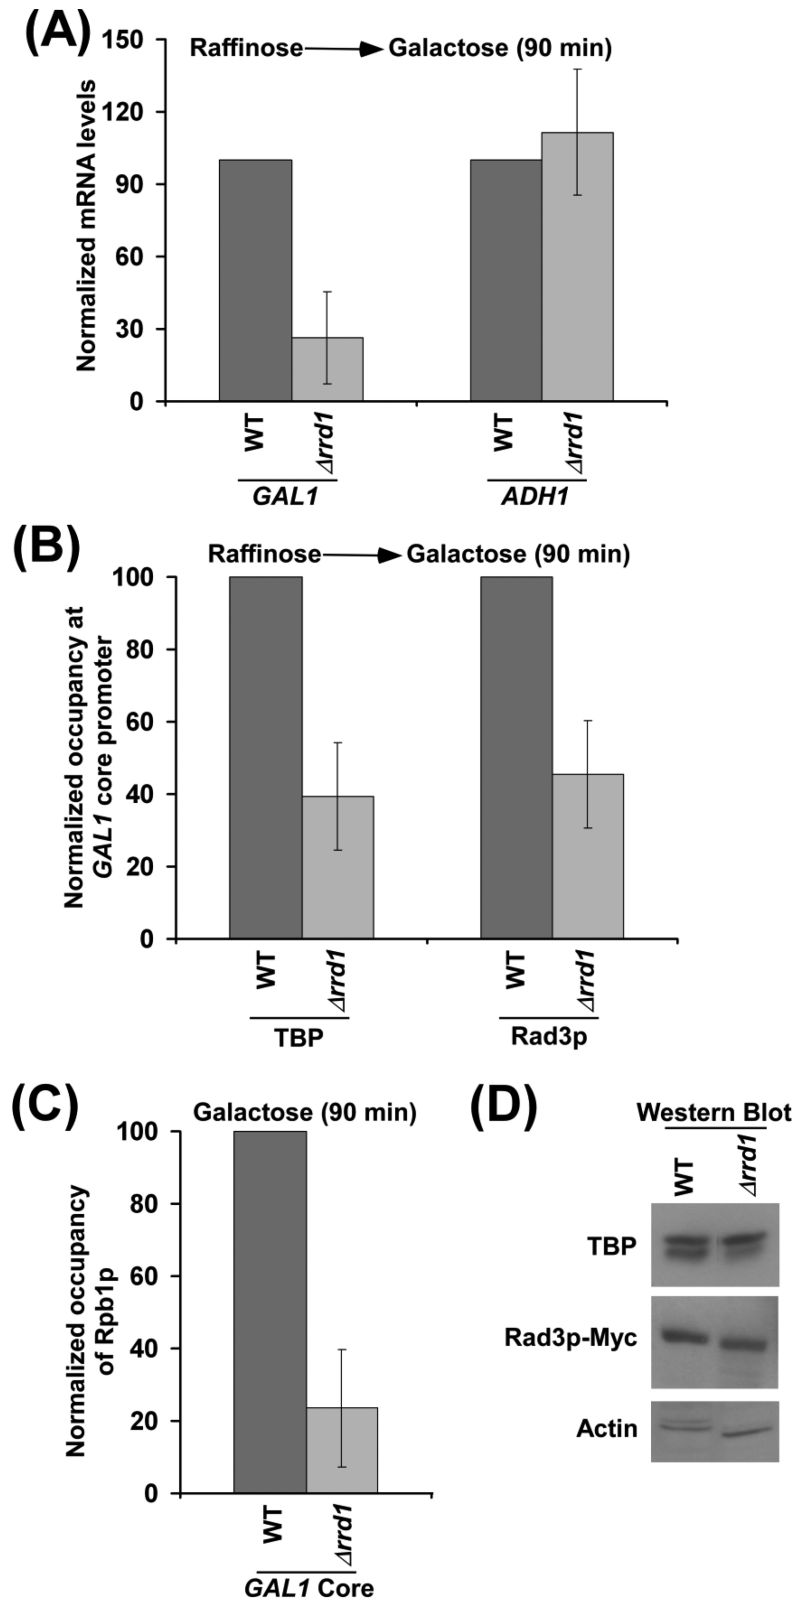 (A)
Raffinose Galactose (90 min)
Normalized mRNA levels
150
120
90
60
30
0
WT Δrrd1 WT Δrrd1
GAL1 ADH1
(B)
Raffinose Galactose (90 min)
Normalized occupancy at
GAL1 core promoter
100
80
60
40
20
0
WT Δrrd1 WT Δrrd1
TBP Rad3p
(C)
Galactose (90 min)
Normalized occupancy
of Rpb1p
100
80
60
40
20
0
WT Δrrd1
GAL1 Core
(D)
Western Blot
WT Δrrd1
TBP
Rad3p-Myc
Actin